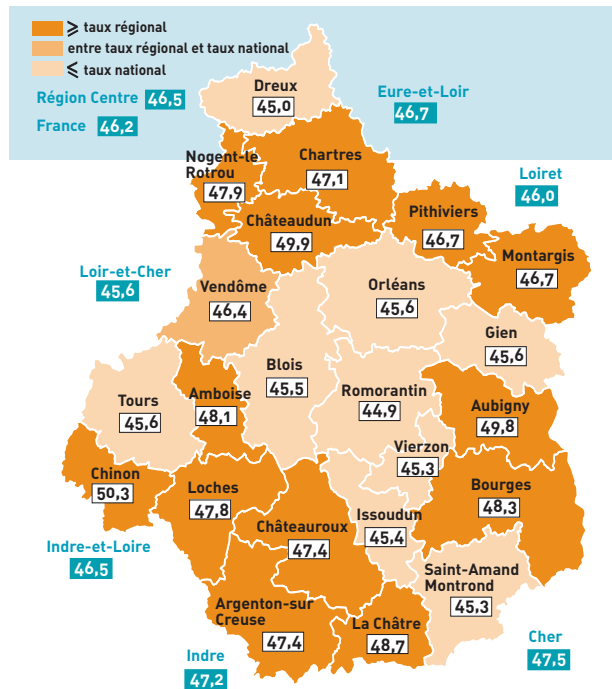 ≥ taux régional
entre taux régional et taux national
≤ taux national
Région Centre 46,5
France 46,2
Dreux
45,0
Eure-et-Loir
46,7
Nogent-le
Rotrou
47,9
Chartres
47,1
Loiret
46,0
Châteaudun
49,9
Pithiviers
46,7
Montargis
46,7
Loir-et-Cher
45,6
Vendôme
46,4
Orléans
45,6
Gien
45,6
Blois
45,5
Tours
45,6
Amboise
48,1
Romorantin
44,9
Aubigny
49,8
Vierzon
45,3
Chinon
50,3
Loches
47,8
Bourges
48,3
Châteauroux
47,4
Issoudun
45,4
Indre-et-Loire
46,5
Saint-Amand
Montrond
45,3
Argenton-sur
Creuse
47,4
La Châtre
48,7
Indre
47,2
Cher
47,5